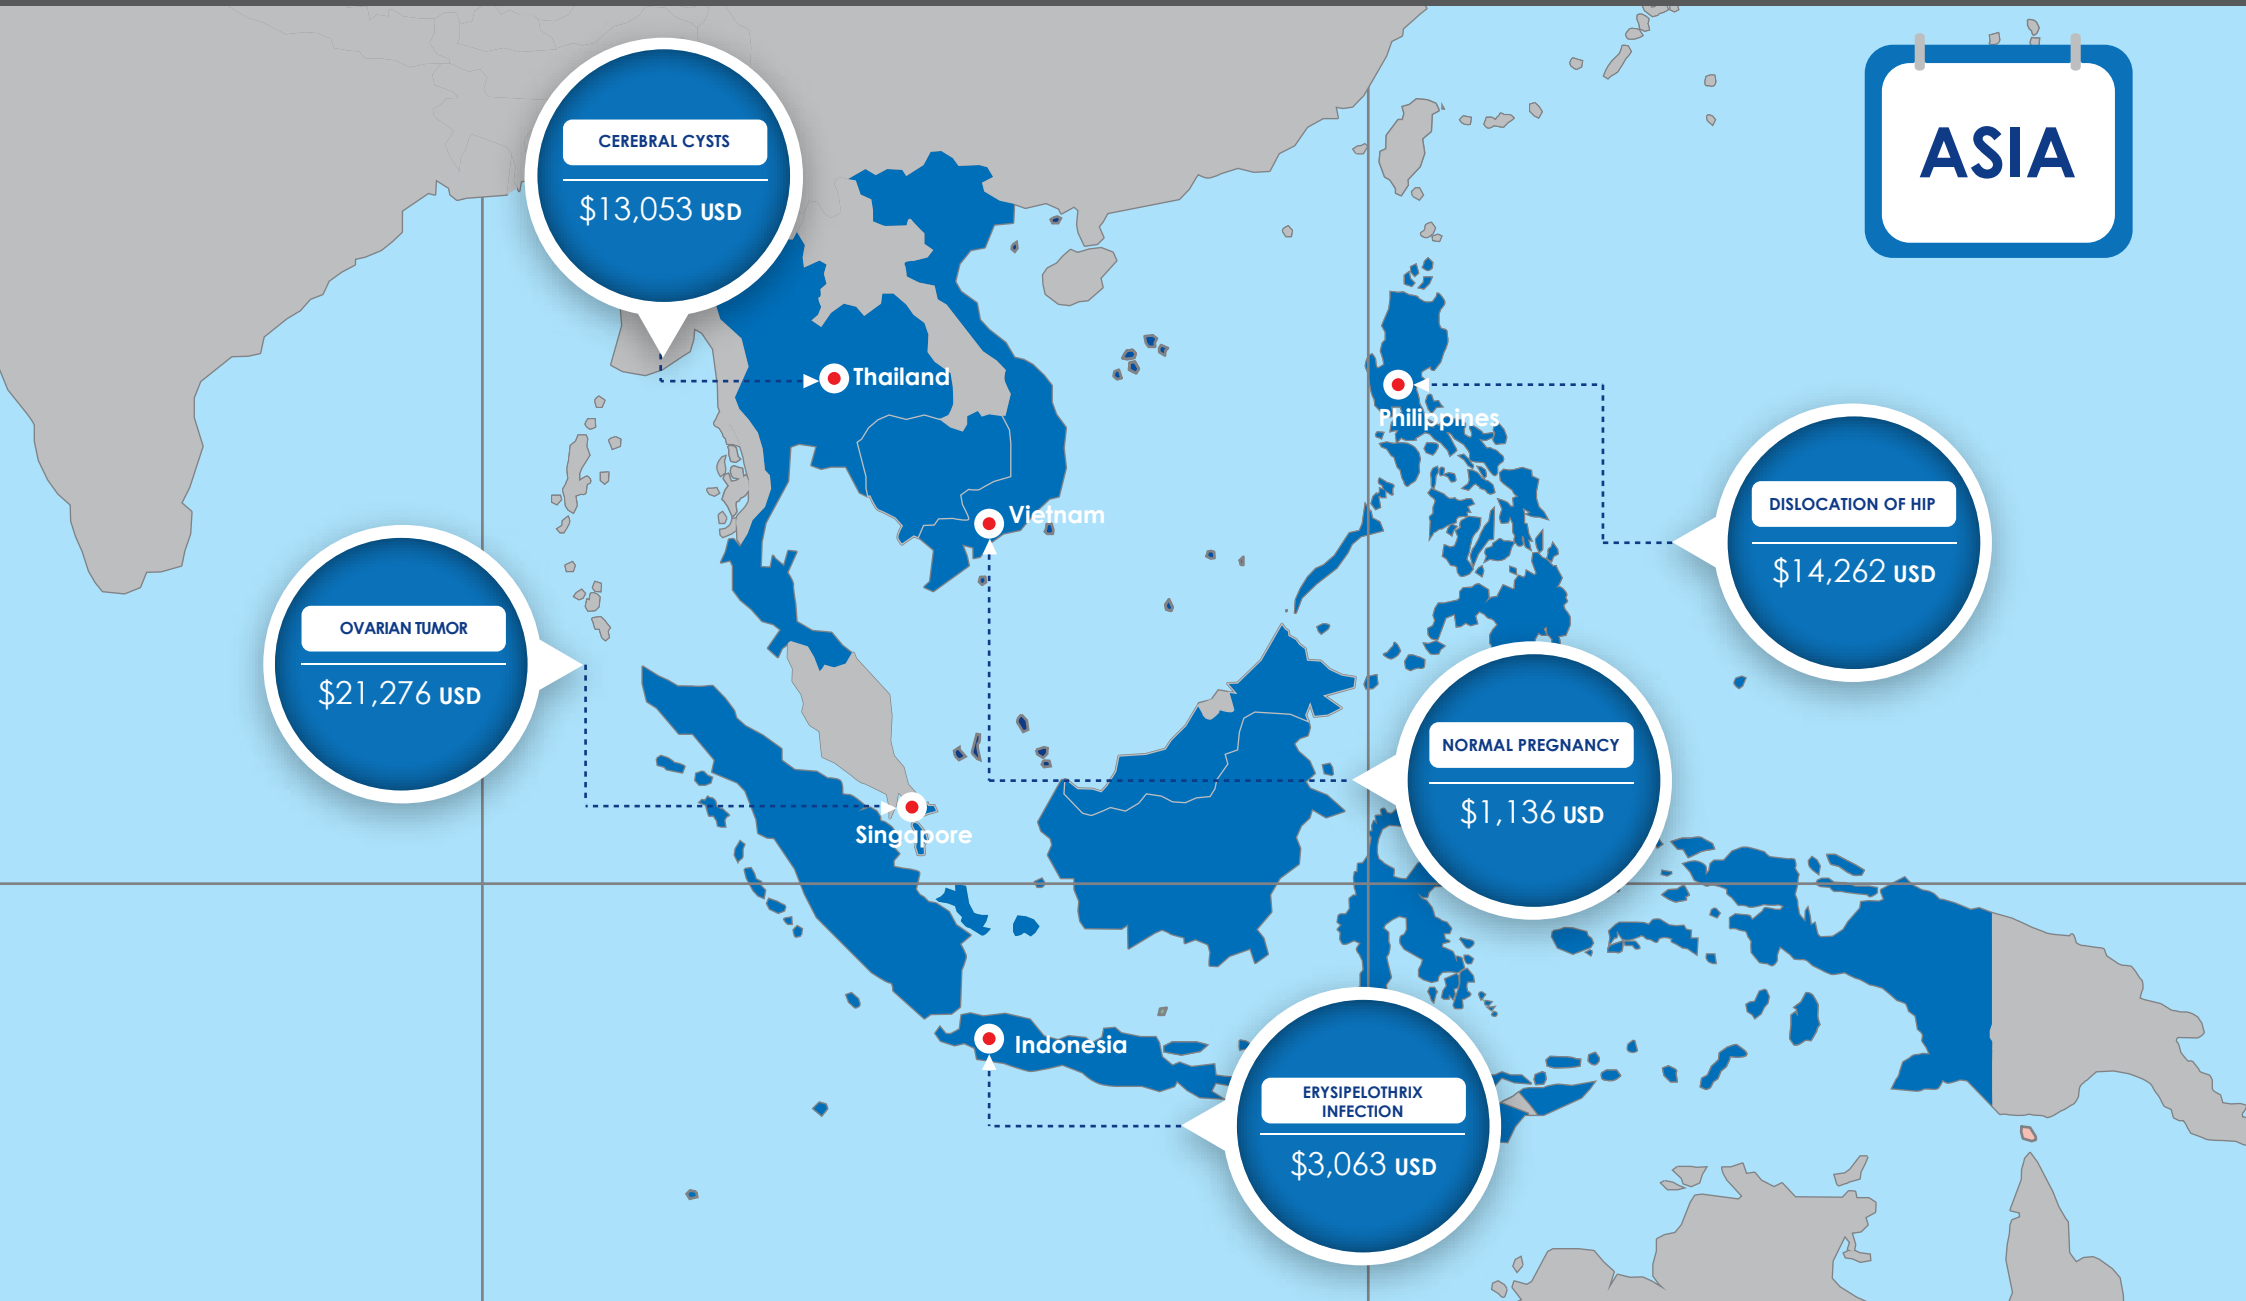 ASIA
CEREBRAL CYSTS
$13,053 USD
Thailand
Philippines
DISLOCATION OF HIP
$14,262 USD
Vietnam
OVARIAN TUMOR
$21,276 USD
NORMAL PREGNANCY
$1,136 USD
Singapore
Indonesia
ERYSIPELOTHRIX
INFECTION
$3,063 USD